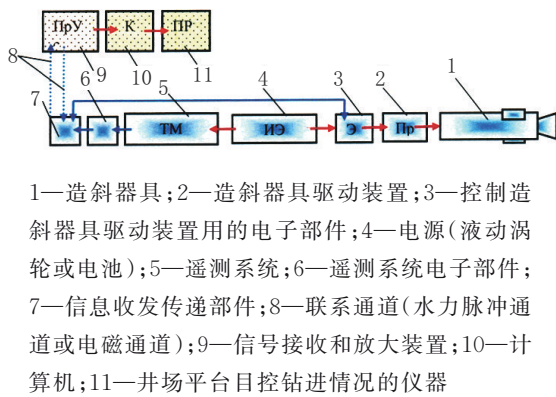 ПрУ К ПР
8 9 10 11
7 6 5 4 3 2 1
ТМ ИЭ Э Пр
1—造斜器具;2—造斜器具驱动装置;3—控制造
斜器具驱动装置用的电子部件;4—电源(液动涡
轮或电池);5—遥测系统;6—遥测系统电子部件;
7—信息收发传递部件;8—联系通道(水力脉冲通
道或电磁通道);9—信号接收和放大装置;10—计
算机;11—井场平台目控钻进情况的仪器